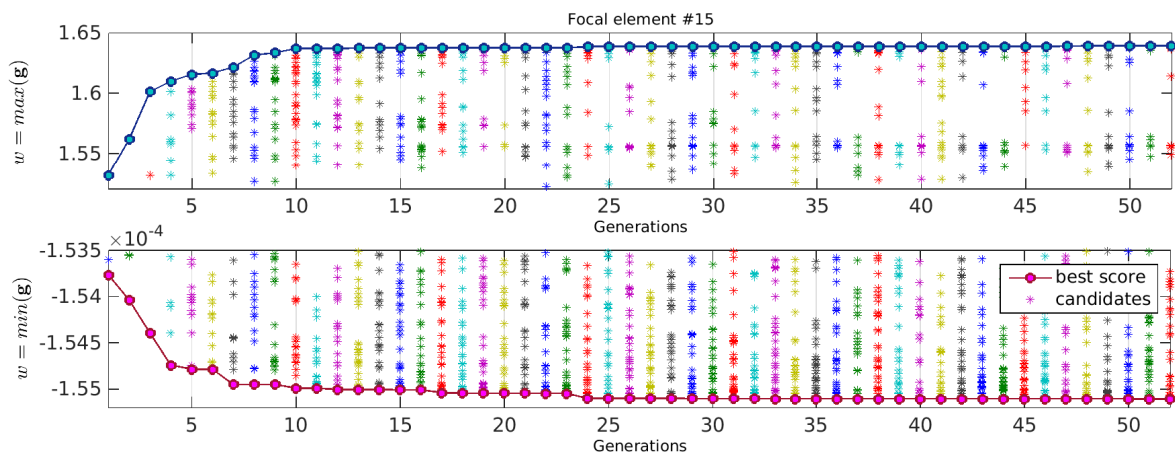 Focal element #15
w = max(g)
1.65
1.6
1.55
5 10 15 20 25 30 35 40 45 50
Generations
×10^-4
w = min(g)
-1.535
-1.54
-1.545
-1.55
best score
candidates
5 10 15 20 25 30 35 40 45 50
Generations